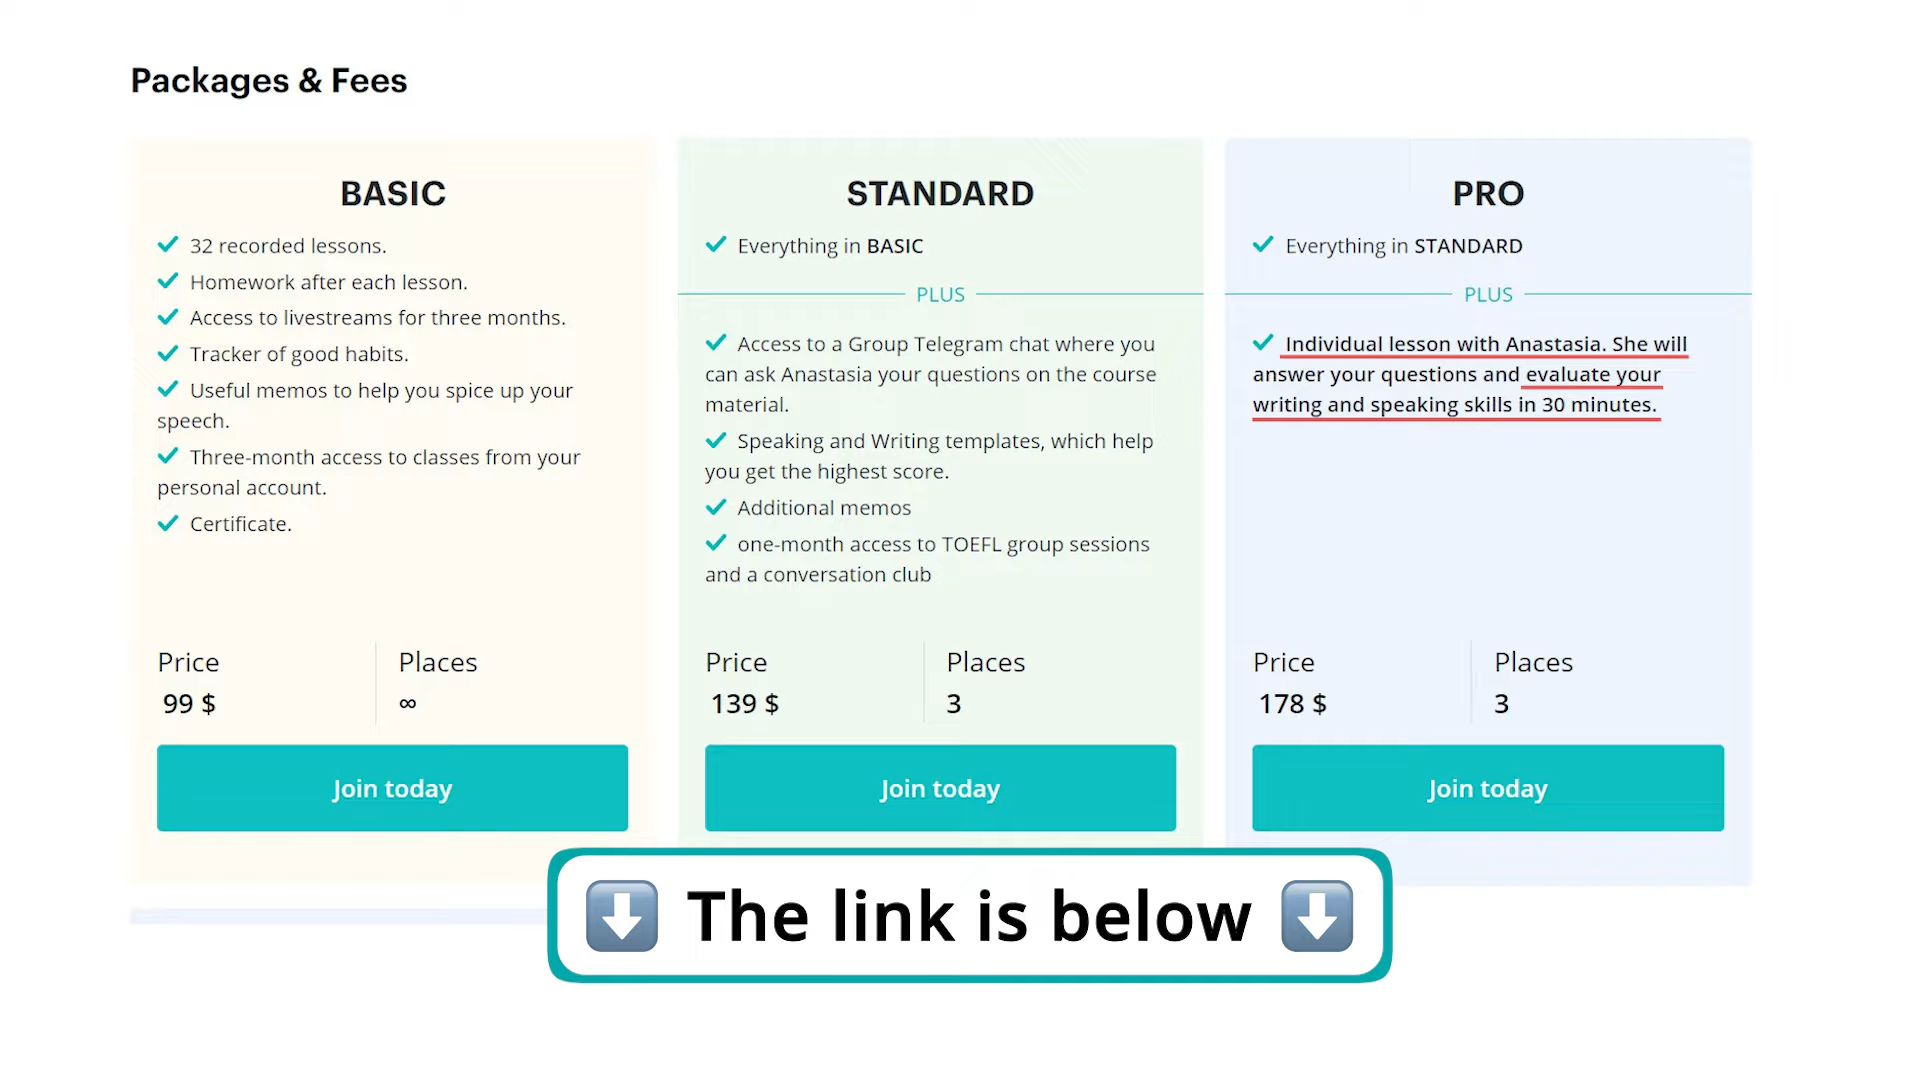 Packages & Fees
BASIC
32 recorded lessons.
Homework after each lesson.
Access to livestreams for three months.
Tracker of good habits.
Useful memos to help you spice up your
speech.
Three-month access to classes from your
personal account.
Certificate.
Price
99 $
Places
∞
Join today
STANDARD
Everything in BASIC
PLUS
Access to a Group Telegram chat where you
can ask Anastasia your questions on the course
material.
Speaking and Writing templates, which help
you get the highest score.
Additional memos
one-month access to TOEFL group sessions
and a conversation club
Price
139 $
Places
3
Join today
PRO
Everything in STANDARD
PLUS
Individual lesson with Anastasia. She will
answer your questions and evaluate your
writing and speaking skills in 30 minutes.
Price
178 $
Places
3
Join today
The link is below